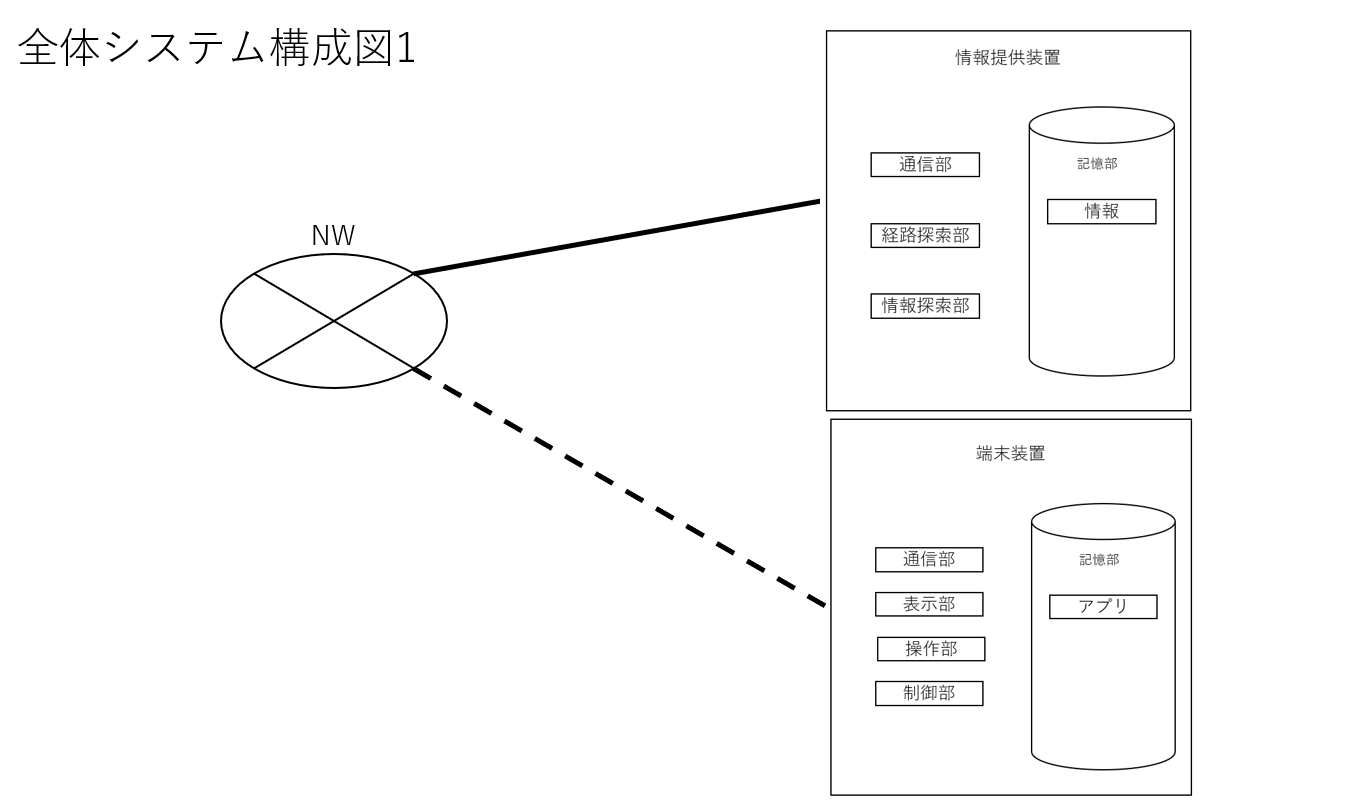 全体システム構成図1
NW
情報提供装置
通信部
経路探索部
情報探索部
記憶部
情報
端末装置
通信部
表示部
操作部
制御部
記憶部
アプリ